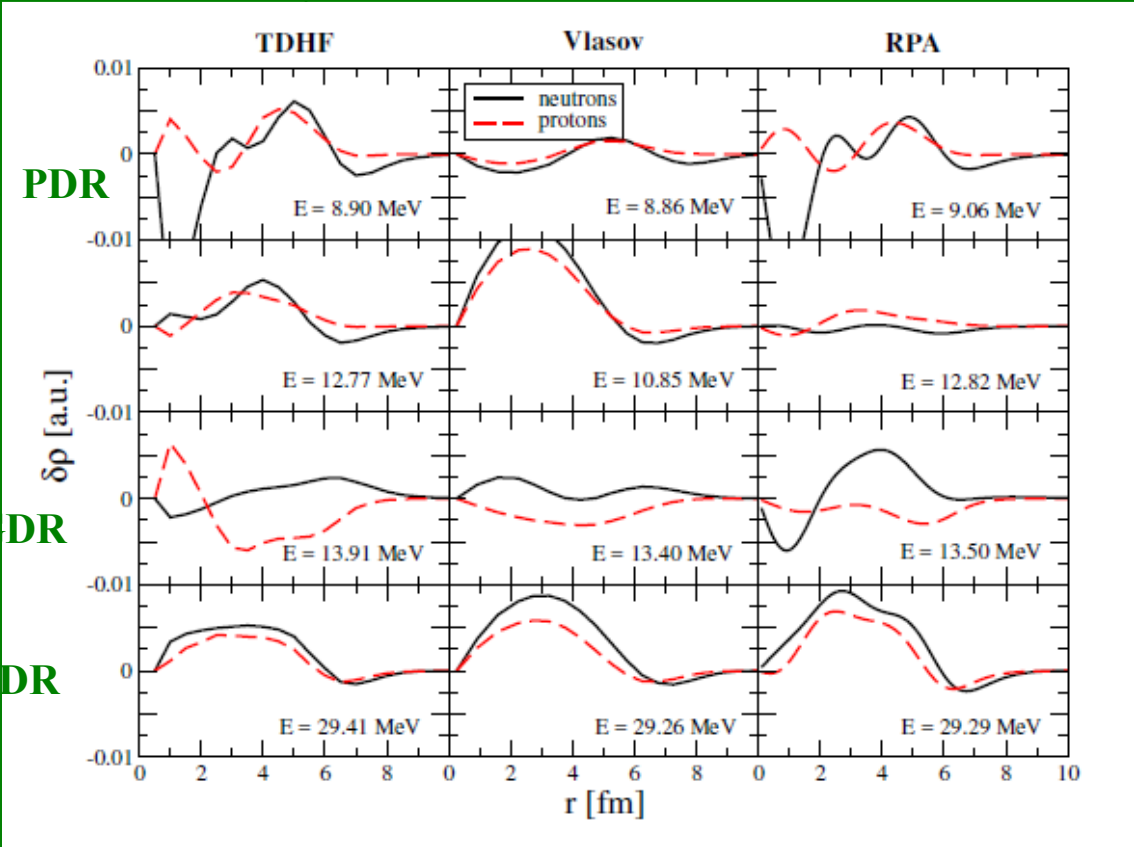 TDHF Vlasov RPA
0.01
neutrons
protons
0
PDR
E = 8.90 MeV E = 8.86 MeV E = 9.06 MeV
-0.01
0
E = 12.77 MeV E = 10.85 MeV E = 12.82 MeV
-0.01
δρ [a.u.]
0
DR
E = 13.91 MeV E = 13.40 MeV E = 13.50 MeV
-0.01
0
DR
E = 29.41 MeV E = 29.26 MeV E = 29.29 MeV
-0.01
0 2 4 6 8 0 2 4 6 8 0 2 4 6 8 10
r [fm]